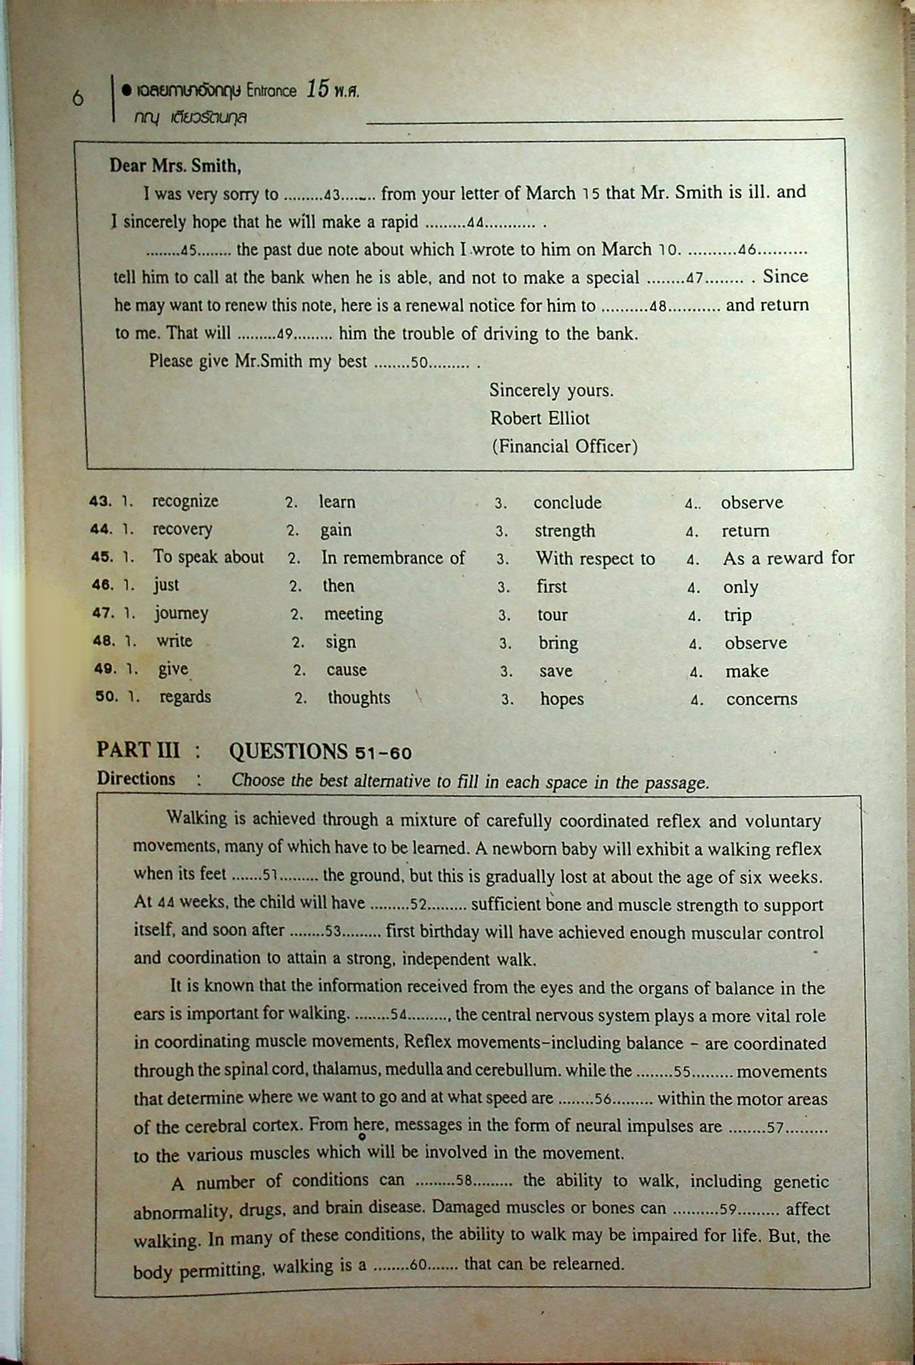 6
● เฉลยภาษาอังกฤษ Entrance 15 พ.ศ.
Dear Mrs. Smith,
I was very sorry to .........43........ from your letter of March 15 that Mr. Smith is ill. and
I sincerely hope that he will make a rapid .........44........... .
........45........ the past due note about which I wrote to him on March 10. ..........46..........
tell him to call at the bank when he is able, and not to make a special ........47........ . Since
he may want to renew this note, here is a renewal notice for him to ..........48........... and return
to me. That will .........49......... him the trouble of driving to the bank.
Please give Mr.Smith my best ........50......... .
Sincerely yours.
Robert Elliot
(Financial Officer)
43. 1. recognize 2. learn 3. conclude 4.. observe
44. 1. recovery 2. gain 3. strength 4. return
45. 1. To speak about 2. In remembrance of 3. With respect to 4. As a reward for
46. 1. just 2. then 3. first 4. only
47. 1. journey 2. meeting 3. tour 4. trip
48. 1. write 2. sign 3. bring 4. observe
49. 1. give 2. cause 3. save 4. make
50. 1. regards 2. thoughts 3. hopes 4. concerns
PART III : QUESTIONS 51-60
Directions : Choose the best alternative to fill in each space in the passage.
Walking is achieved through a mixture of carefully coordinated reflex and voluntary
movements, many of which have to be learned. A newborn baby will exhibit a walking reflex
when its feet .......51......... the ground, but this is gradually lost at about the age of six weeks.
At 44 weeks, the child will have .........52......... sufficient bone and muscle strength to support
itself, and soon after ........53......... first birthday will have achieved enough muscular control
and coordination to attain a strong, independent walk.
It is known that the information received from the eyes and the organs of balance in the
ears is important for walking. ........54........., the central nervous system plays a more vital role
in coordinating muscle movements, Reflex movements-including balance - are coordinated
through the spinal cord, thalamus, medulla and cerebullum. while the ........55......... movements
that determine where we want to go and at what speed are ........56......... within the motor areas
of the cerebral cortex. From here, messages in the form of neural impulses are ........57.........
to the various muscles which will be involved in the movement.
A number of conditions can .........58......... the ability to walk, including genetic
abnormality, drugs, and brain disease. Damaged muscles or bones can ..........59......... affect
walking. In many of these conditions, the ability to walk may be impaired for life. But, the
body permitting, walking is a ........60....... that can be relearned.